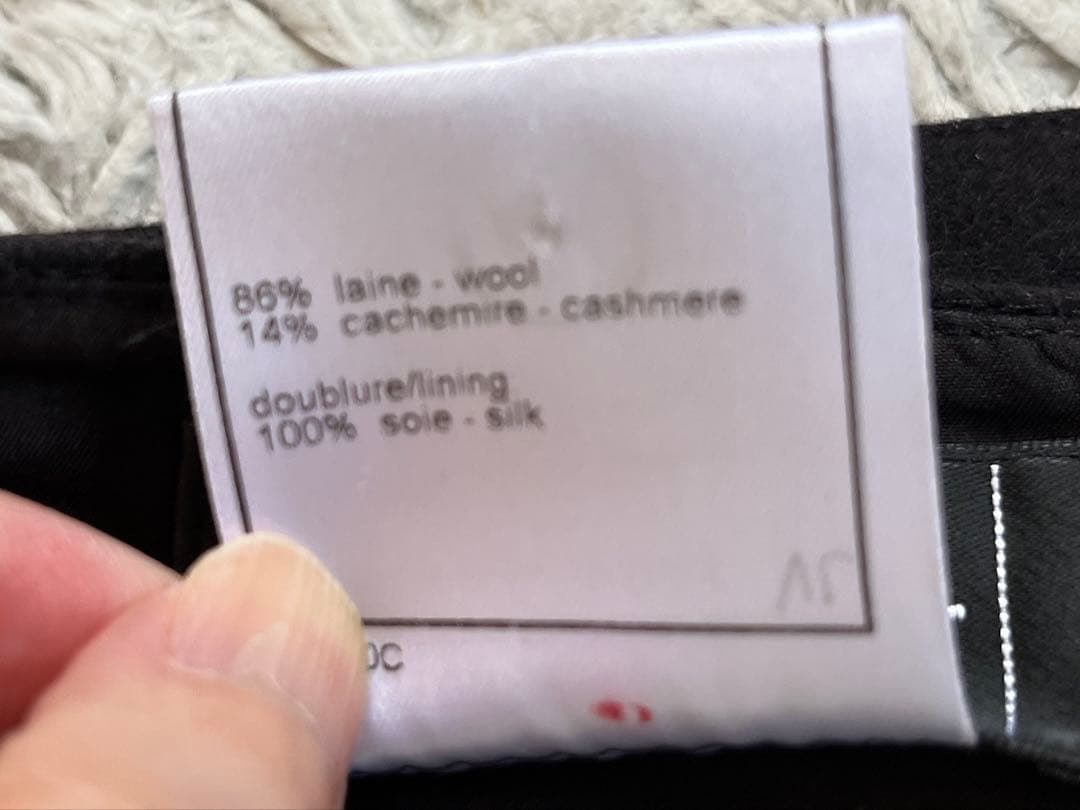 86% laine - wool
14% cachemire - cashmere
doublure/lining
100% soie - silk